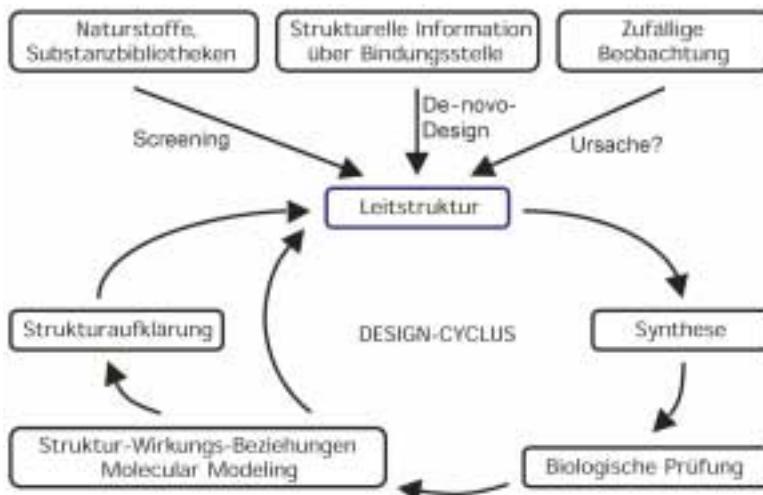 Naturstoffe,
Substanzbibliotheken
Strukturelle Information
über Bindungsstelle
Zufällige
Beobachtung
Screening
De-novo-
Design
Ursache?
Leitstruktur
Strukturaufklärung
DESIGN-CYCLUS
Synthese
Struktur-Wirkungs-Beziehungen
Molecular Modeling
Biologische Prüfung